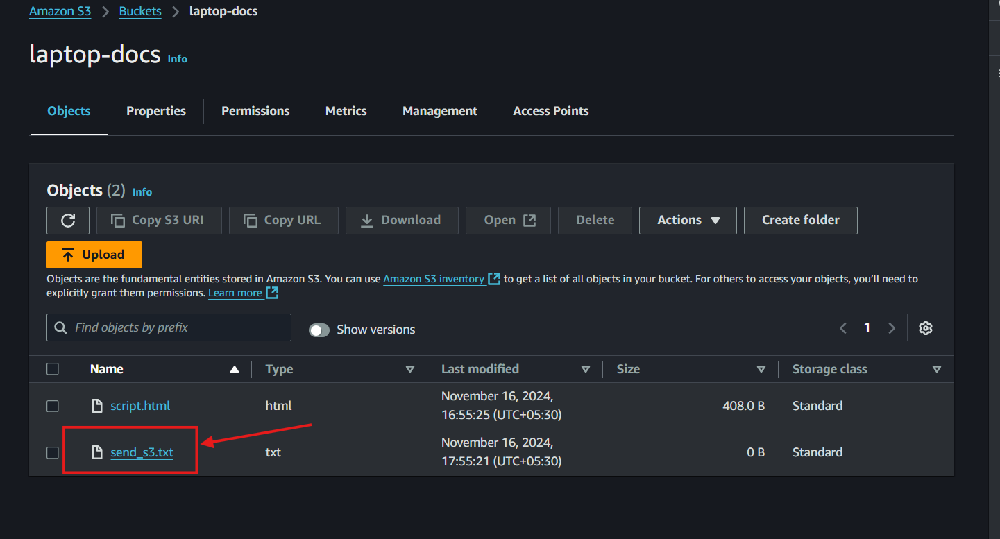 Amazon S3 > Buckets > laptop-docs
laptop-docs Info
Objects Properties Permissions Metrics Management Access Points
Objects (2) Info
Copy S3 URI Copy URL Download Open Delete Actions Create folder
Upload
Objects are the fundamental entities stored in Amazon S3. You can use Amazon S3 inventory to get a list of all objects in your bucket. For others to access your objects, you'll need to
explicitly grant them permissions. Learn more
Find objects by prefix Show versions 1
Name Type Last modified Size Storage class
script.html html November 16, 2024, 408.0 B Standard
16:55:25 (UTC+05:30)
send_s3.txt txt November 16, 2024, 0 B Standard
17:55:21 (UTC+05:30)